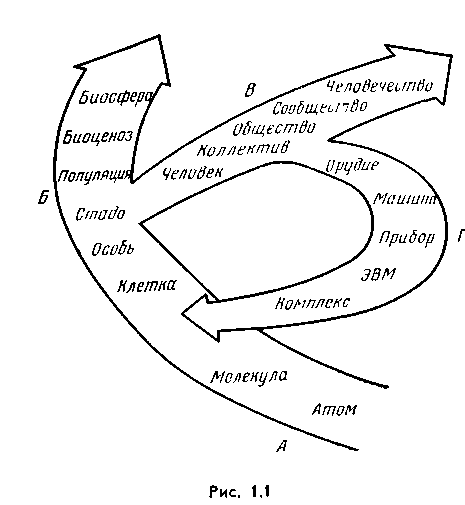 Биосфера
Биоценоз
Популяция
Б
Стадо
Особь
Клетка
Молекула
Атом
А
В
Человечество
Сообщество
Общество
Коллектив
Человек
Орудие
Машина
Прибор
Г
ЭВМ
Комплекс
Рис. 1.1